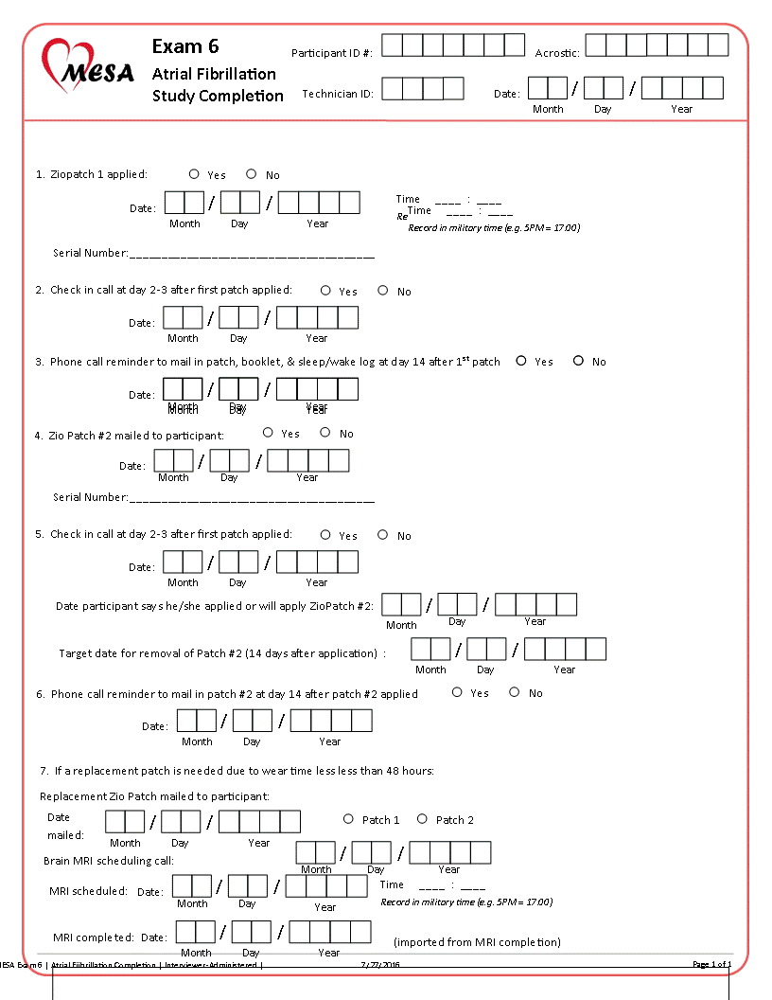 MESA
Exam 6
Atrial Fibrillation
Study Completion
Participant ID #:
Acrostic:
Technician ID:
Date: / /
Month Day Year
1. Ziopatch 1 applied: Yes No
Date: / /
Month Day Year
Time ____ : ____
Re
Time ____ : ____
Record in military time (e.g. 5PM = 17:00)
Serial Number:________________________________________
2. Check in call at day 2-3 after first patch applied: Yes No
Date: / /
Month Day Year
3. Phone call reminder to mail in patch, booklet, & sleep/wake log at day 14 after 1st patch Yes No
Date: / /
Month Day Year
Month Day Year
4. Zio Patch #2 mailed to participant: Yes No
Date: / /
Month Day Year
Serial Number:________________________________________
5. Check in call at day 2-3 after first patch applied: Yes No
Date: / /
Month Day Year
Date participant says he/she applied or will apply ZioPatch #2: / /
Month Day Year
Target date for removal of Patch #2 (14 days after application) : / /
Month Day Year
6. Phone call reminder to mail in patch #2 at day 14 after patch #2 applied Yes No
Date: / /
Month Day Year
7. If a replacement patch is needed due to wear time less less than 48 hours:
Replacement Zio Patch mailed to participant:
Date mailed: / / Patch 1 Patch 2
Month Day Year
Brain MRI scheduling call: / /
Month Day Year
MRI scheduled: Date: / / Time ____ : ____
Month Day Year
Record in military time (e.g. 5PM = 17:00)
MRI completed: Date: / / (imported from MRI completion)
Month Day Year
MESA Exam 6 | Atrial Fiibrillation Completion | Interviewer-Administered | 7/27/2016 Page 1 of 1